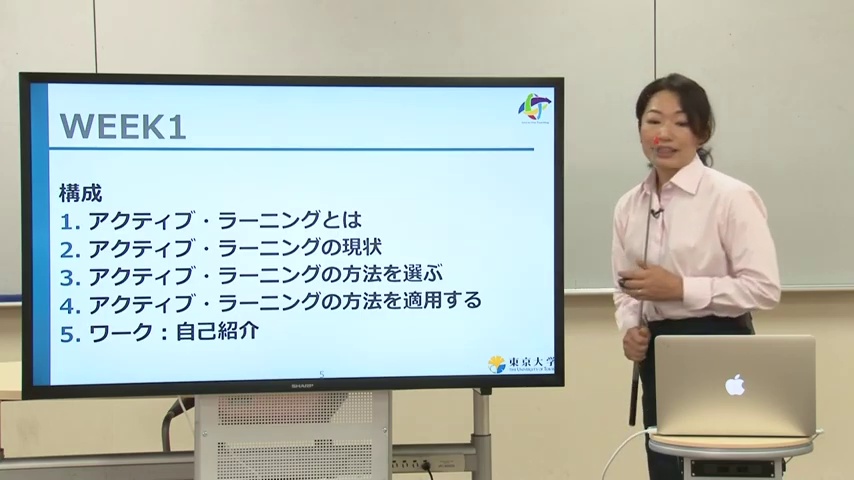 WEEK1
構成
1. アクティブ・ラーニングとは
2. アクティブ・ラーニングの現状
3. アクティブ・ラーニングの方法を選ぶ
4. アクティブ・ラーニングの方法を適用する
5. ワーク：自己紹介
5
東京大学
SHARP